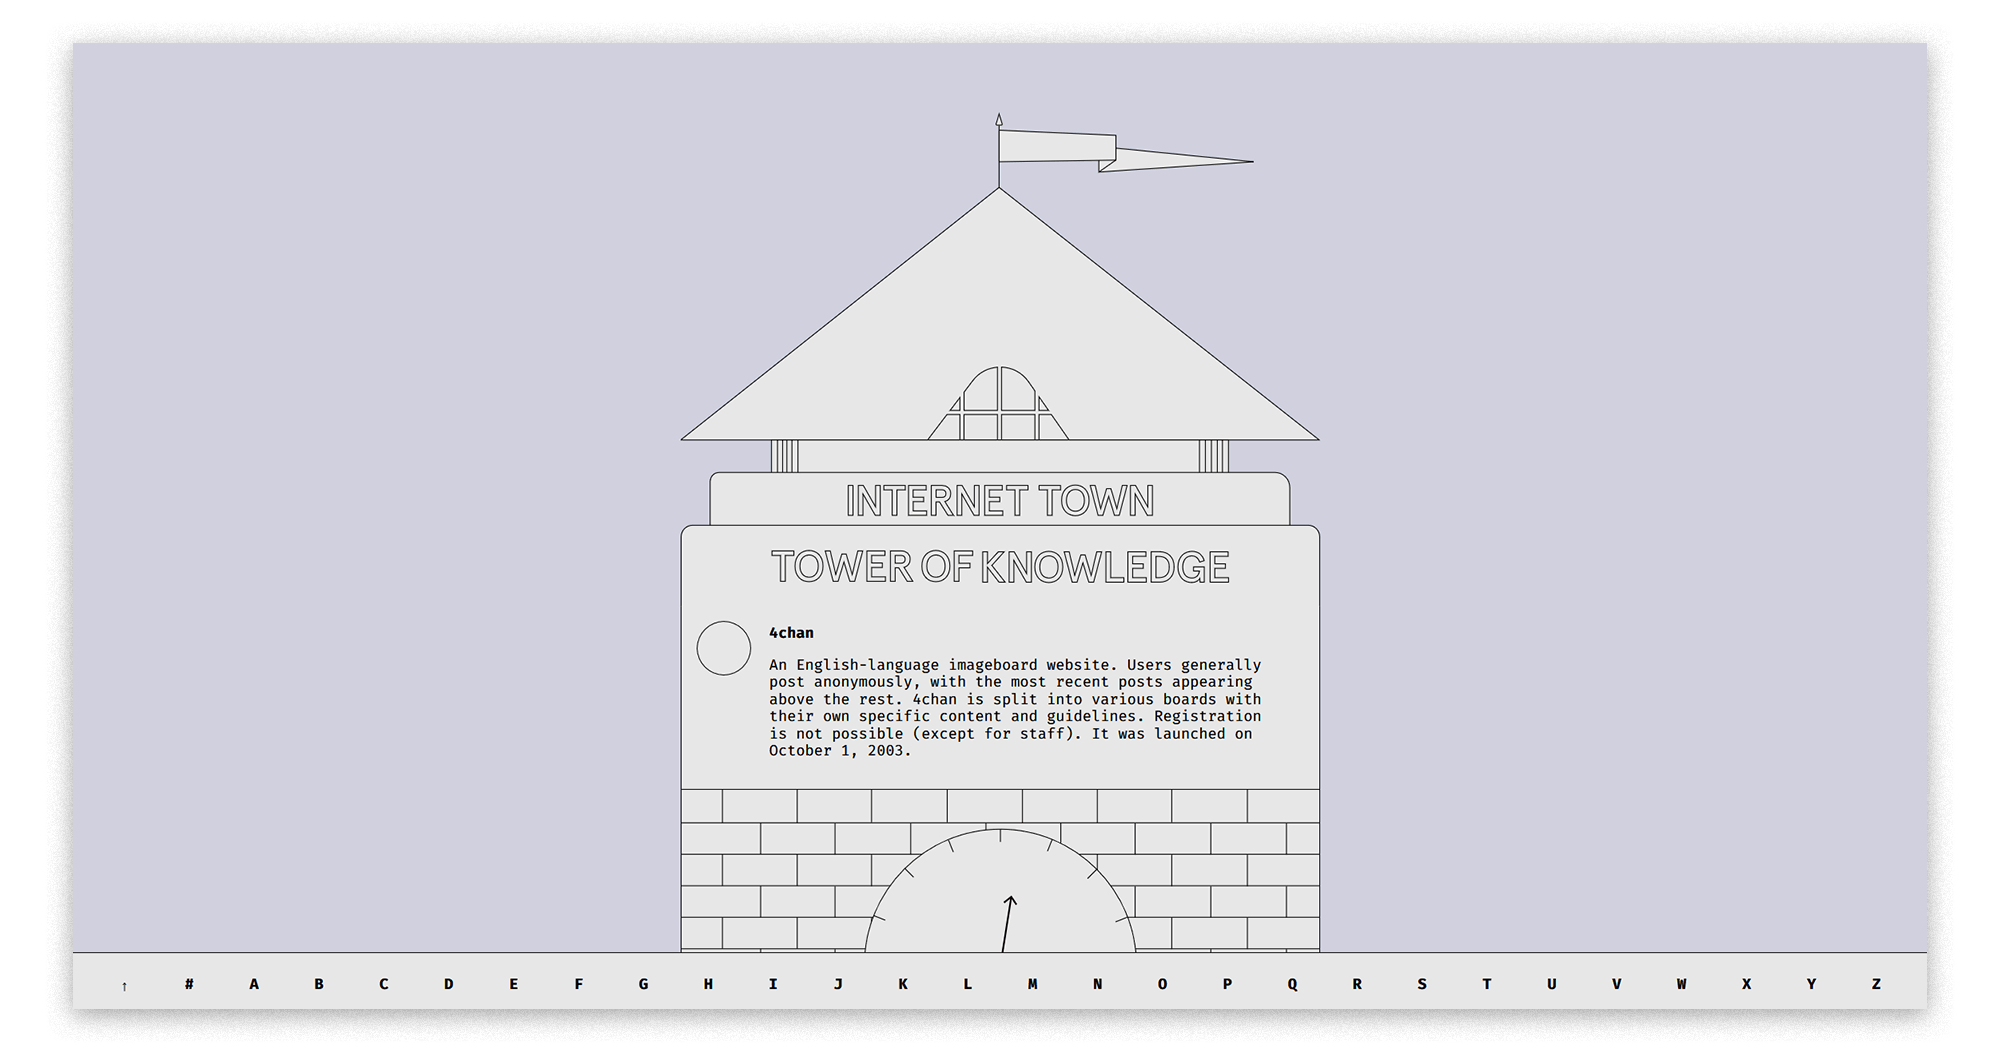 INTERNET TOWN
TOWER OF KNOWLEDGE
4chan
An English-language imageboard website. Users generally
post anonymously, with the most recent posts appearing
above the rest. 4chan is split into various boards with
their own specific content and guidelines. Registration
is not possible (except for staff). It was launched on
October 1, 2003.
↑ # A B C D E F G H I J K L M N O P Q R S T U V W X Y Z